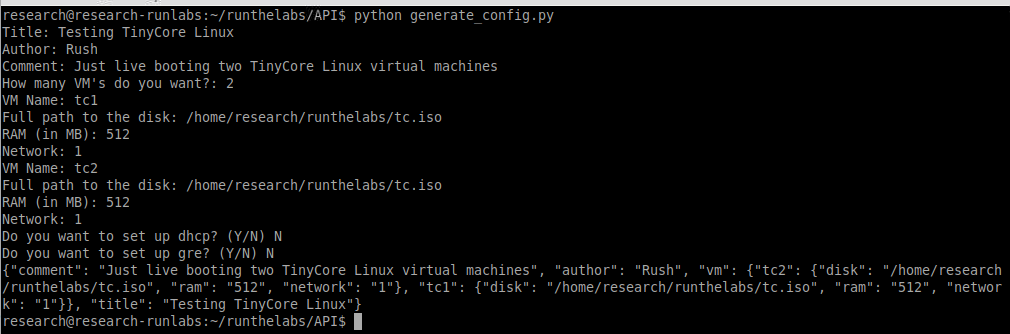 research@research-runlabs:~/runthelabs/API$ python generate_config.py
Title: Testing TinyCore Linux
Author: Rush
Comment: Just live booting two TinyCore Linux virtual machines
How many VM's do you want?: 2
VM Name: tc1
Full path to the disk: /home/research/runthelabs/tc.iso
RAM (in MB): 512
Network: 1
VM Name: tc2
Full path to the disk: /home/research/runthelabs/tc.iso
RAM (in MB): 512
Network: 1
Do you want to set up dhcp? (Y/N) N
Do you want to set up gre? (Y/N) N
{"comment": "Just live booting two TinyCore Linux virtual machines", "author": "Rush", "vm": {"tc2": {"disk": "/home/research
/runthelabs/tc.iso", "ram": "512", "network": "1"}, "tc1": {"disk": "/home/research/runthelabs/tc.iso", "ram": "512", "networ
k": "1"}}, "title": "Testing TinyCore Linux"}
research@research-runlabs:~/runthelabs/API$